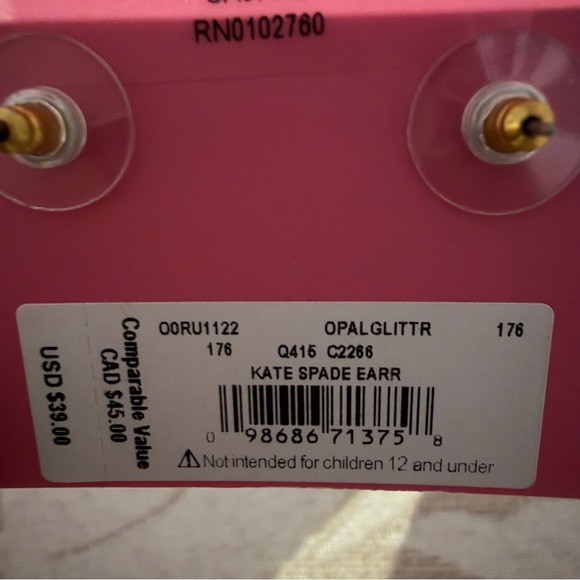 RN0102760
O0RU1122 OPALGLITTR 176
176 Q415 C2266
KATE SPADE EARR
0 98686 71375 8
⚠Not intended for children 12 and under
Comparable Value
CAD $45.00
USD $39.00